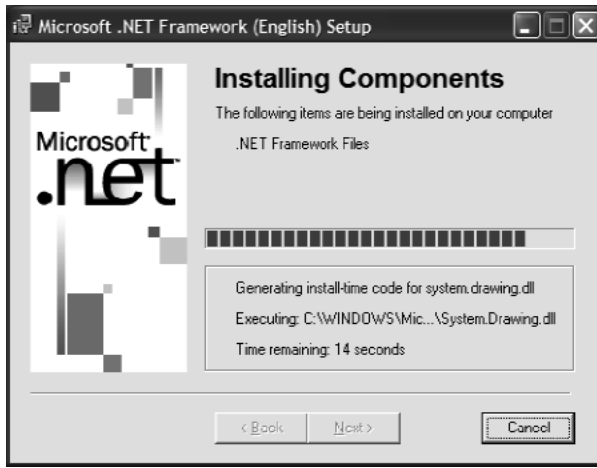 Microsoft .NET Framework (English) Setup
Installing Components
The following items are being installed on your computer
.NET Framework Files
Microsoft
.net
Generating install-time code for system.drawing.dll
Executing: C:\WINDOWS\Mic...\System.Drawing.dll
Time remaining: 14 seconds
< Back Next > Cancel